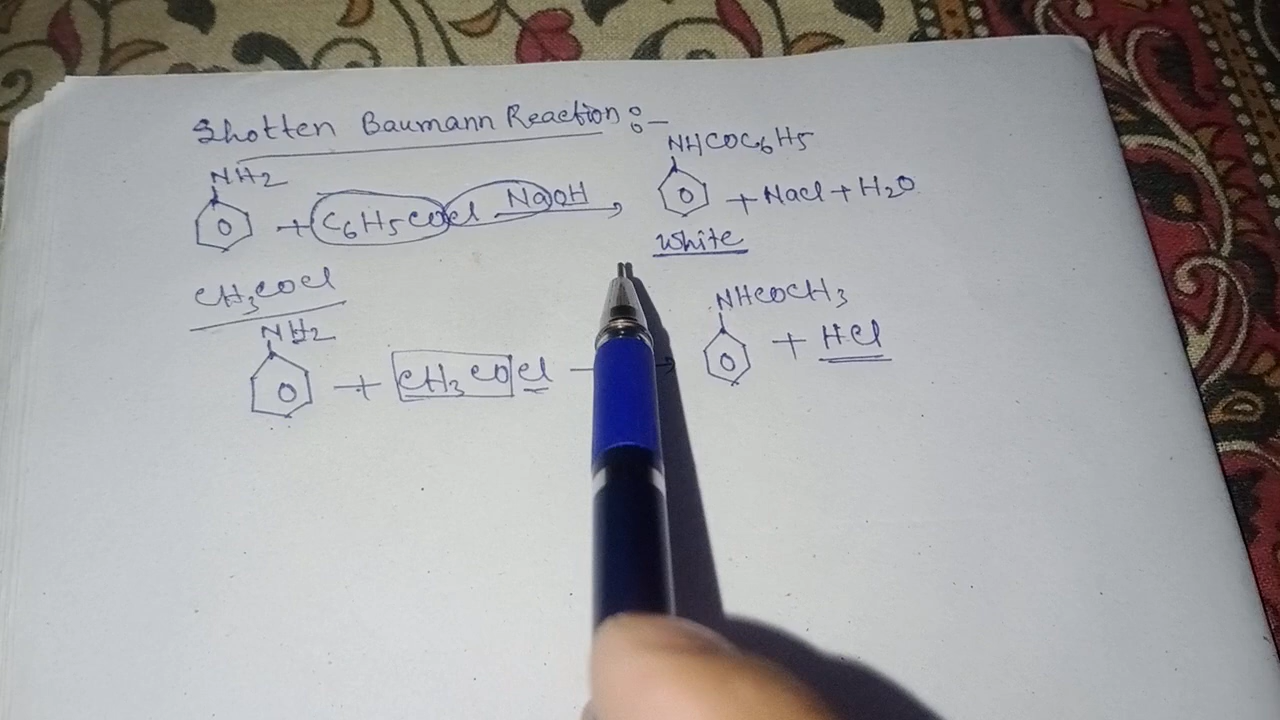 Shotten Baumann Reaction :-
NH2 NHCOC6H5
+ C6H5COCl NaOH → + NaCl + H2O
White
CH3COCl
NH2 NHCOCH3
+ CH3COCl → + HCl